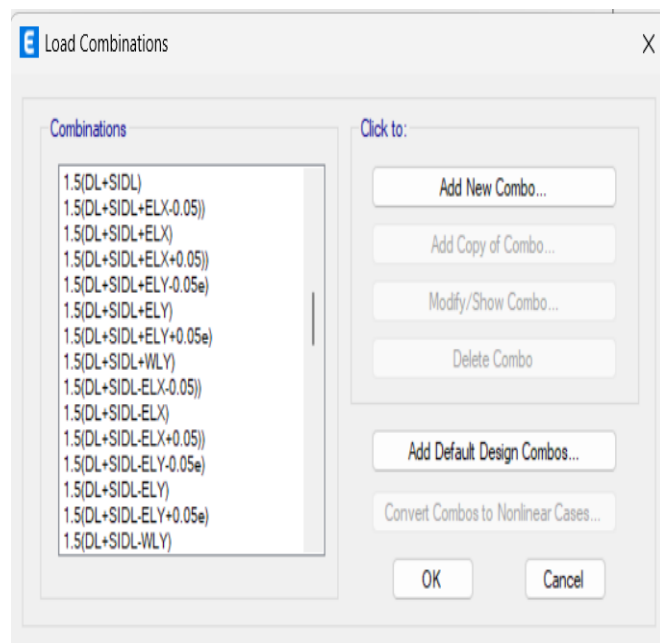 E Load Combinations X
Combinations
1.5(DL+SIDL)
1.5(DL+SIDL+ELX-0.05))
1.5(DL+SIDL+ELX)
1.5(DL+SIDL+ELX+0.05))
1.5(DL+SIDL+ELY-0.05e)
1.5(DL+SIDL+ELY)
1.5(DL+SIDL+ELY+0.05e)
1.5(DL+SIDL+WLY)
1.5(DL+SIDL-ELX-0.05))
1.5(DL+SIDL-ELX)
1.5(DL+SIDL-ELX+0.05))
1.5(DL+SIDL-ELY-0.05e)
1.5(DL+SIDL-ELY)
1.5(DL+SIDL-ELY+0.05e)
1.5(DL+SIDL-WLY)
Click to:
Add New Combo...
Add Copy of Combo...
Modify/Show Combo...
Delete Combo
Add Default Design Combos...
Convert Combos to Nonlinear Cases...
OK
Cancel